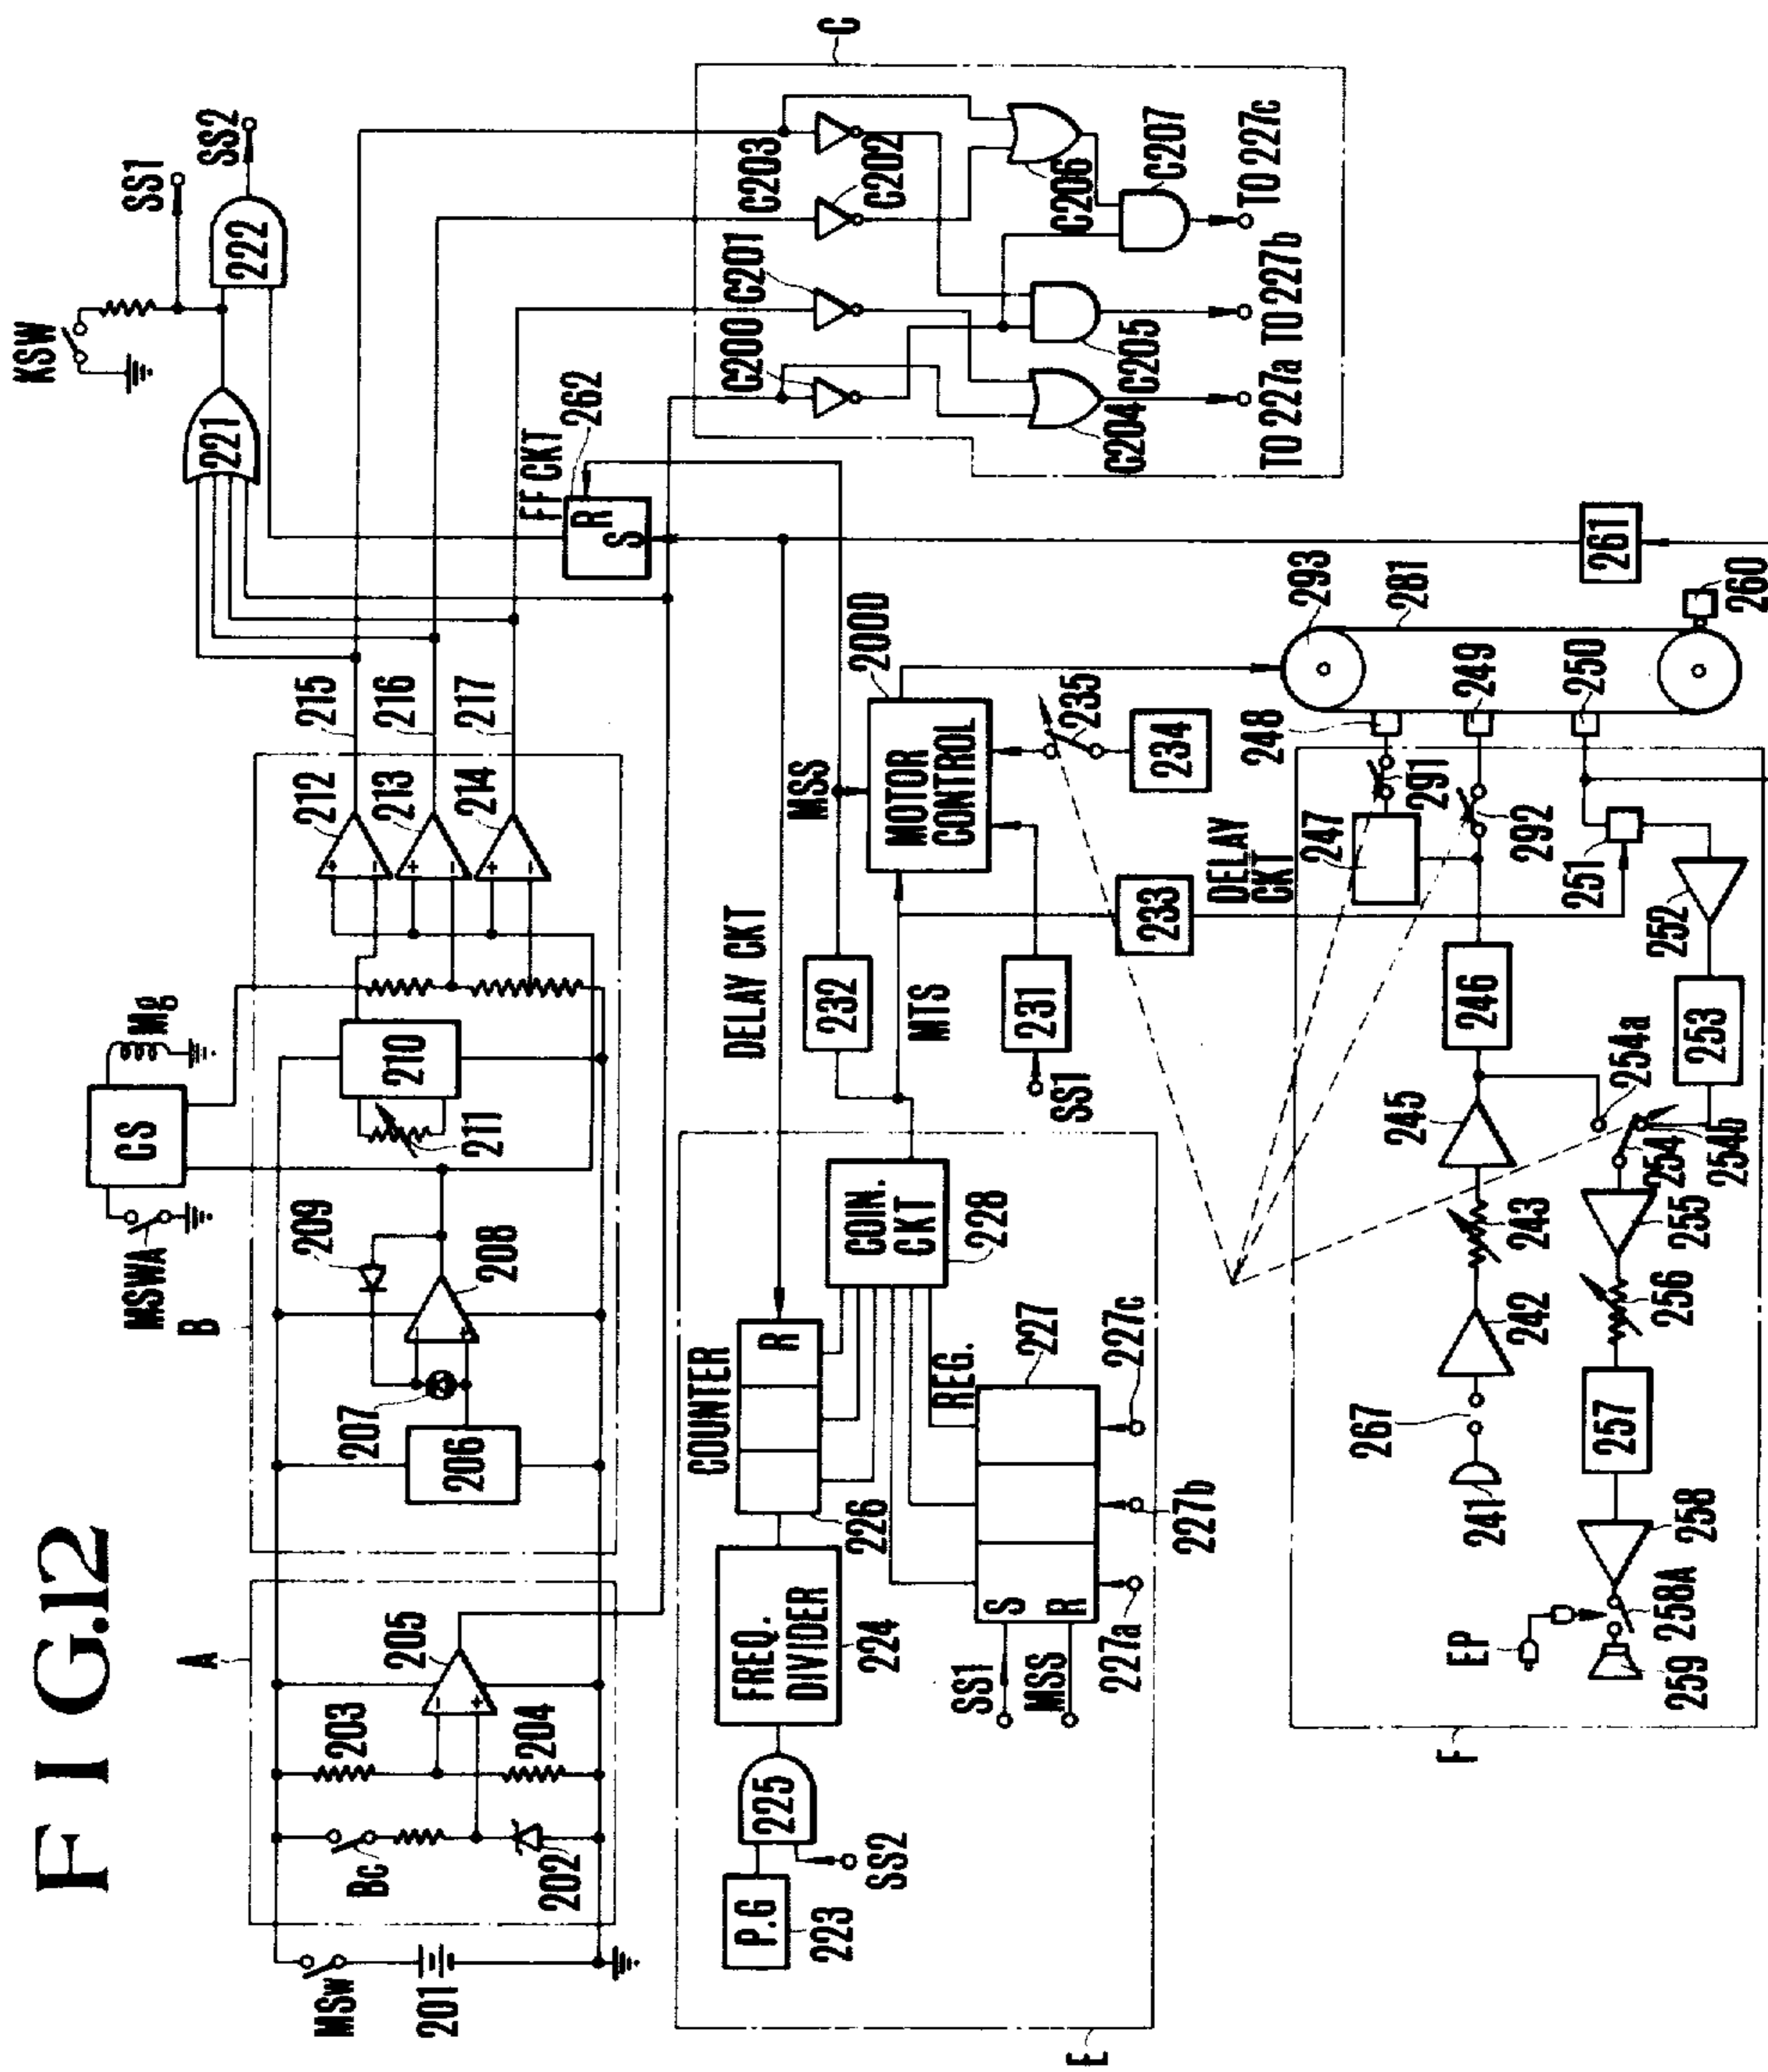 FIG.12
A
B
C
E
F
MSW
201
Bc
202
203
204
205
206
207
208
209
210
211
MSWA
CS
Mg
212
213
214
215
216
217
221
222
KSW
SS1
SS2
FF CKT
262
R
S
C200
C201
C202
C203
C204
C205
C206
C207
TO 227a
TO 227b
TO 227c
P.G
223
225
SS2
FREQ.
DIVIDER
224
COUNTER
R
226
COIN.
CKT
228
REG.
227
S
R
SS1
MSS
227a
227b
227c
DELAY CKT
232
MTS
231
SS1
MSS
MOTOR
CONTROL
200D
233
234
235
293
281
261
260
248
249
250
DELAY
CKT
247
291
292
251
252
253
246
245
243
242
267
241
254a
254
254b
255
256
257
258
258A
259
EP